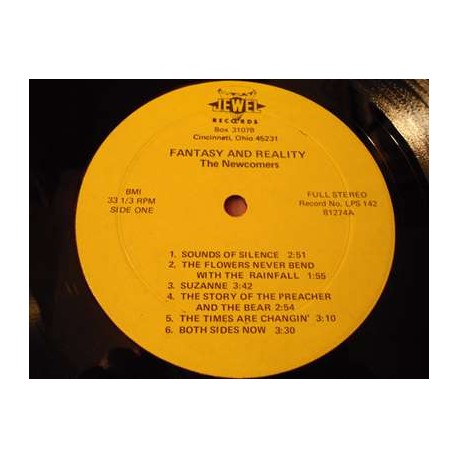 JEWEL
RECORDS
Box 31078
Cincinnati, Ohio 45231
FANTASY AND REALITY
The Newcomers
BMI
33 1/3 RPM
SIDE ONE
FULL STEREO
Record No. LPS 142
81274A
1. SOUNDS OF SILENCE 2:51
2. THE FLOWERS NEVER BEND
WITH THE RAINFALL 1:55
3. SUZANNE 3:42
4. THE STORY OF THE PREACHER
AND THE BEAR 2:54
5. THE TIMES ARE CHANGIN' 3:10
6. BOTH SIDES NOW 3:30